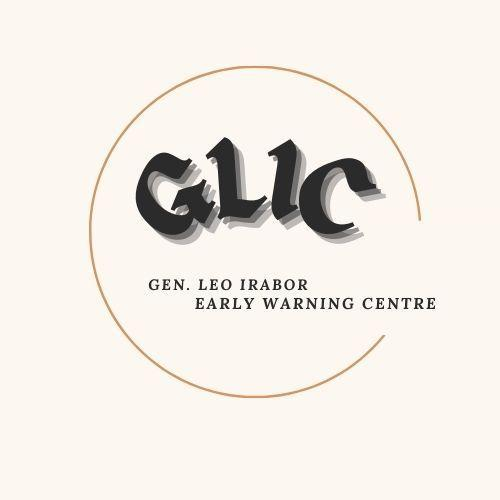 GLIC
GEN. LEO IRABOR
EARLY WARNING CENTRE